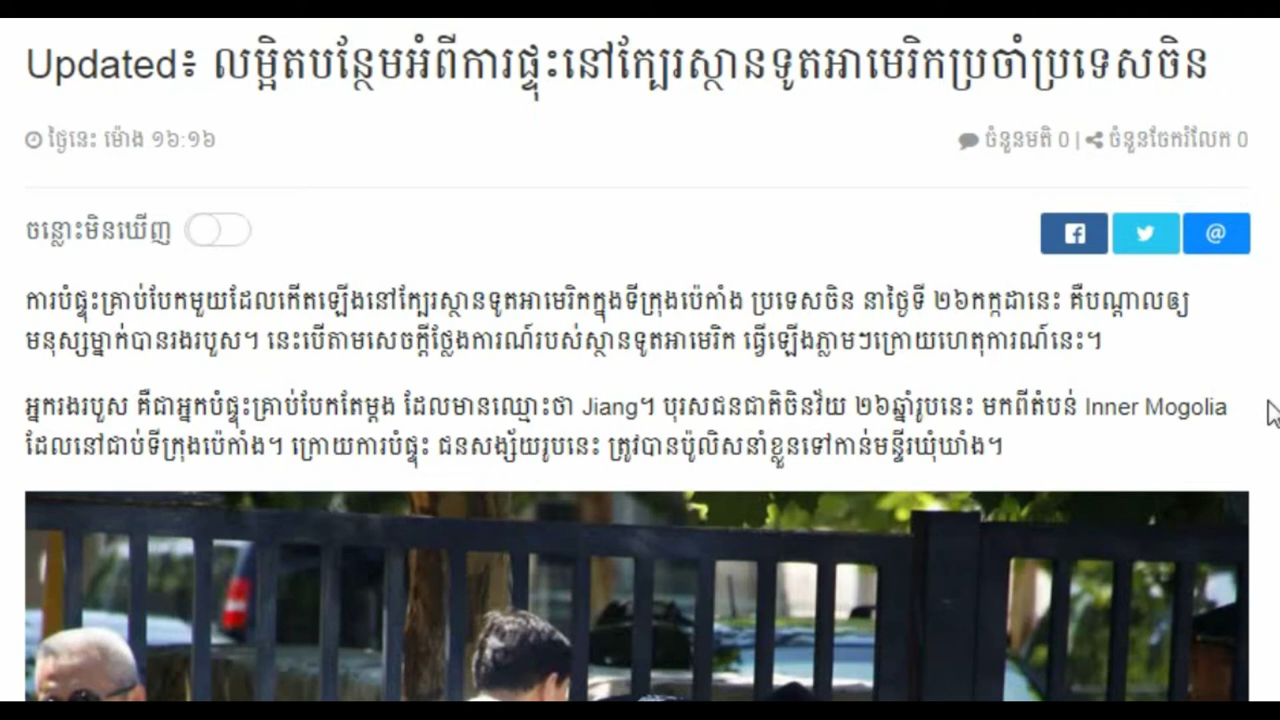 Updated៖ លម្អិតបន្ថែមអំពីការផ្ទុះនៅក្បែរស្ថានទូតអាមេរិកប្រចាំប្រទេសចិន
ថ្ងៃនេះ ម៉ោង ១៦:១៦
ចំនួនមតិ 0 | ចំនួនចែករំលែក 0
ចន្លោះមិនឃើញ
ការបំផ្ទុះគ្រាប់បែកមួយដែលកើតឡើងនៅក្បែរស្ថានទូតអាមេរិកក្នុងទីក្រុងប៉េកាំង ប្រទេសចិន នាថ្ងៃទី ២៦កក្កដានេះ គឺបណ្ដាលឲ្យ
មនុស្សម្នាក់បានរងរបួស។ នេះបើតាមសេចក្ដីថ្លែងការណ៍របស់ស្ថានទូតអាមេរិក ធ្វើឡើងភ្លាមៗក្រោយហេតុការណ៍នេះ។
អ្នករងរបួស គឺជាអ្នកបំផ្ទុះគ្រាប់បែកតែម្ដង ដែលមានឈ្មោះថា Jiang។ បុរសជនជាតិចិនវ័យ ២៦ឆ្នាំរូបនេះ មកពីតំបន់ Inner Mogolia
ដែលនៅជាប់ទីក្រុងប៉េកាំង។ ក្រោយការបំផ្ទុះ ជនសង្ស័យរូបនេះ ត្រូវបានប៉ូលិសនាំខ្លួនទៅកាន់មន្ទីរឃុំឃាំង។